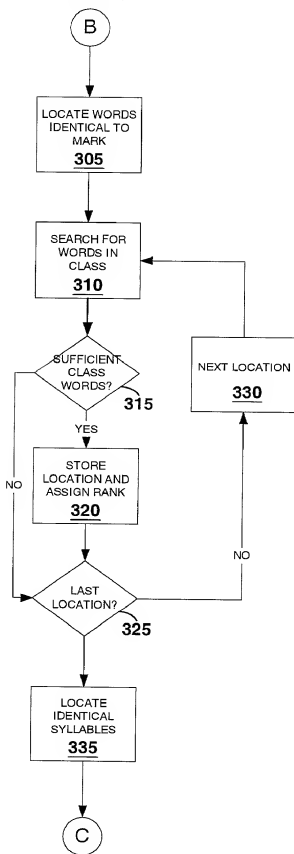 B
LOCATE WORDS
IDENTICAL TO
MARK
305
SEARCH FOR
WORDS IN
CLASS
310
SUFFICIENT
CLASS
WORDS?
315
NEXT LOCATION
330
YES
STORE
LOCATION AND
ASSIGN RANK
320
NO
NO
LAST
LOCATION?
325
LOCATE
IDENTICAL
SYLLABLES
335
C